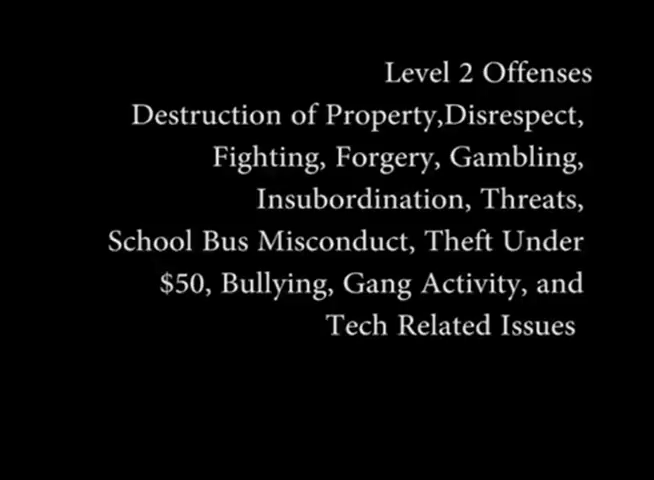 Level 2 Offenses
Destruction of Property,Disrespect,
Fighting, Forgery, Gambling,
Insubordination, Threats,
School Bus Misconduct, Theft Under
$50, Bullying, Gang Activity, and
Tech Related Issues